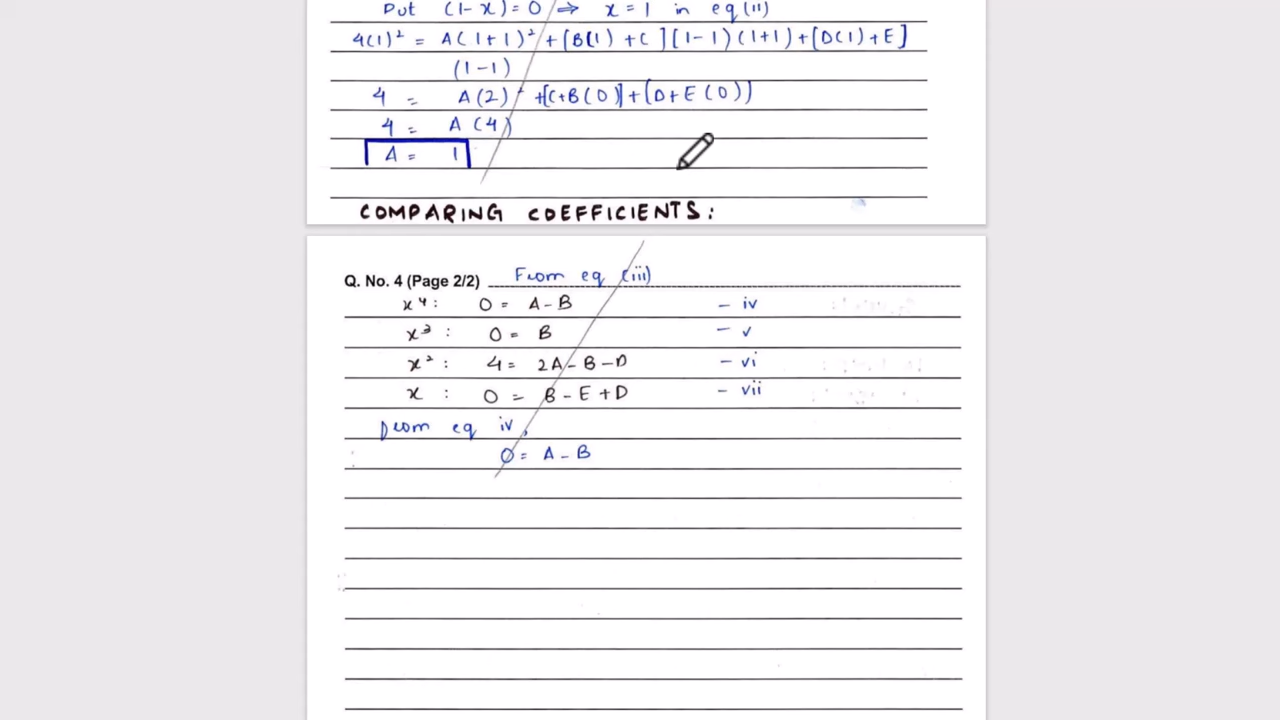 Put (1-x)=0 ⇒ x=1 in eq(ii)
4(1)² = A(1+1)² +[B(1)+C][1-1)(1+1)+[D(1)+E]
(1-1)
4 = A(2)² +[C+B(0)]+[D+E(0)]
4 = A(4)
A = 1
COMPARING COEFFICIENTS:
Q. No. 4 (Page 2/2) From eq (iii)
x⁴: 0 = A-B - iv
x³ : 0 = B - v
x² : 4 = 2A-B-D - vi
x : 0 = B-E+D - vii
From eq iv,
0 = A-B